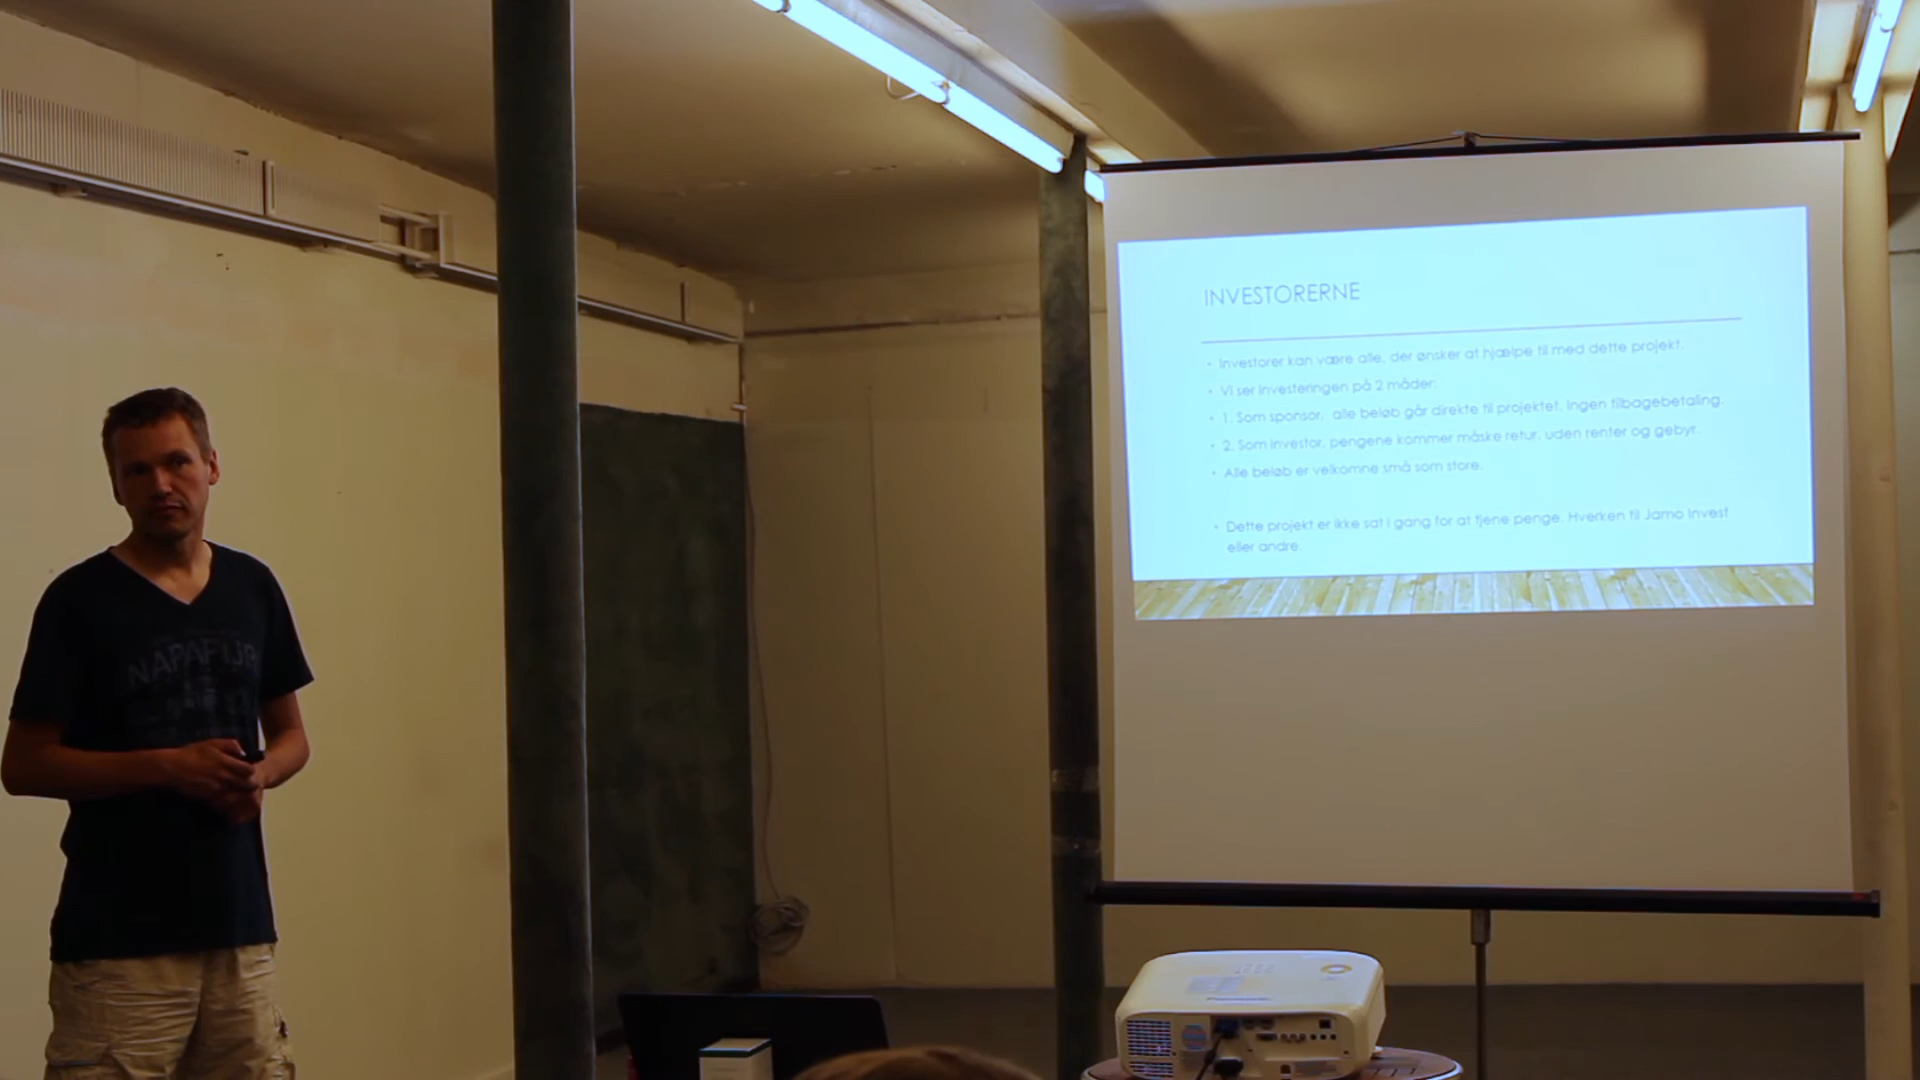 INVESTORERNE
• Investorer kan være alle, der ønsker at hjælpe til med dette projekt.
• Vi ser investeringen på 2 måder:
• 1. Som sponsor, alle beløb går direkte til projektet. Ingen tilbagebetaling.
• 2. Som investor, pengene kommer måske retur, uden renter og gebyr.
• Alle beløb er velkomne små som store.
• Dette projekt er ikke sat i gang for at tjene penge. Hverken til Jamo Invest
eller andre.
NAPAPIJRI
Panasonic